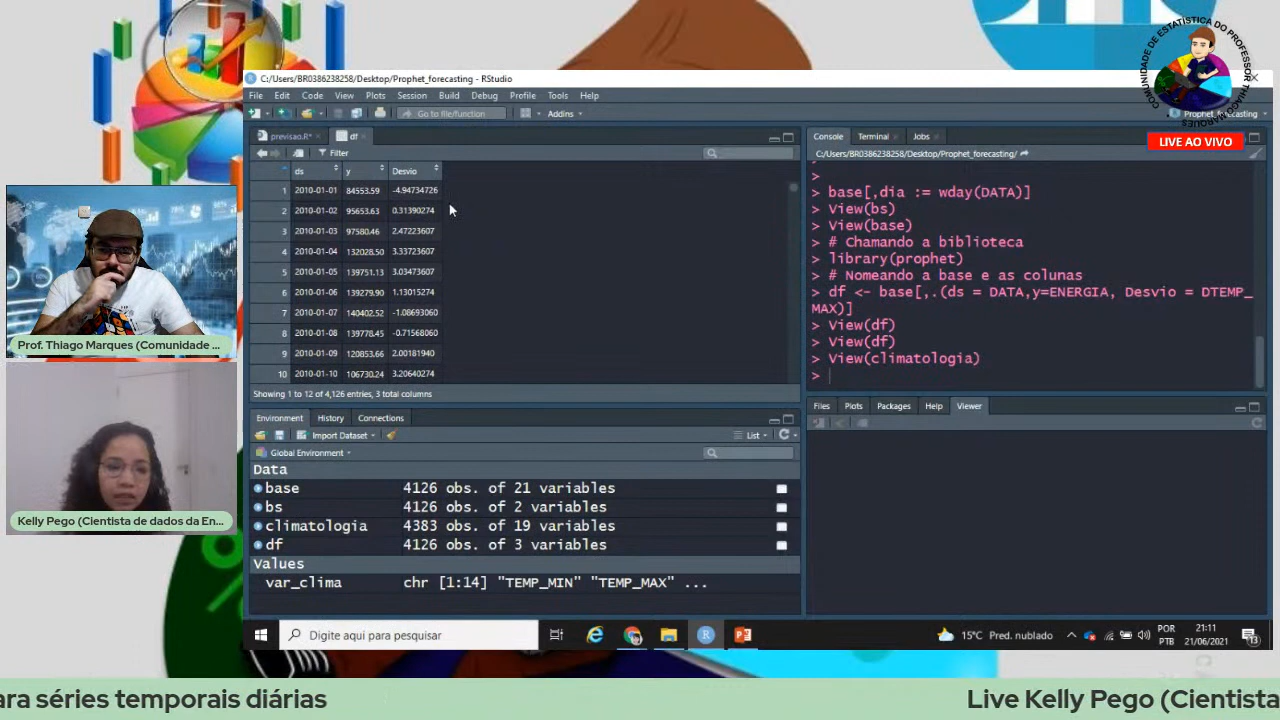 COMUNIDADE DE ESTATÍSTICA DO PROFESSOR THIAGO MARQUES
LIVE AO VIVO
C:/Users/BR0386238258/Desktop/Prophet_forecasting - RStudio
File Edit Code View Plots Session Build Debug Profile Tools Help
Go to file/function
Addins
Prophet_forecasting
previsao.R*
df
Filter
ds y Desvio
1 2010-01-01 84553.59 -4.94734726
2 2010-01-02 95653.63 0.31390274
3 2010-01-03 97580.46 2.47223607
4 2010-01-04 132028.50 3.33723607
5 2010-01-05 139751.13 3.03473607
6 2010-01-06 139279.90 1.13015274
7 2010-01-07 140402.52 -1.08693060
8 2010-01-08 139778.45 -0.71568060
9 2010-01-09 120853.66 2.00181940
10 2010-01-10 106730.24 3.20640274
Showing 1 to 12 of 4,126 entries, 3 total columns
Console Terminal Jobs
C:/Users/BR0386238258/Desktop/Prophet_forecasting/
>
> base[,dia := wday(DATA)]
> View(bs)
> View(base)
> # Chamando a biblioteca
> library(prophet)
> # Nomeando a base e as colunas
> df <- base[,.(ds = DATA,y=ENERGIA, Desvio = DTEMP_
MAX)]
> View(df)
> View(df)
> View(climatologia)
>
Environment History Connections
Import Dataset
List
Global Environment
Data
base 4126 obs. of 21 variables
bs 4126 obs. of 2 variables
climatologia 4383 obs. of 19 variables
df 4126 obs. of 3 variables
Values
var_clima chr [1:14] "TEMP_MIN" "TEMP_MAX" ...
Files Plots Packages Help Viewer
Prof. Thiago Marques (Comunidade ...
Kelly Pego (Cientista de dados da En...
Digite aqui para pesquisar
15°C Pred. nublado
POR
PTB
21:11
21/06/2021
13
ara séries temporais diárias
Live Kelly Pego (Cientista